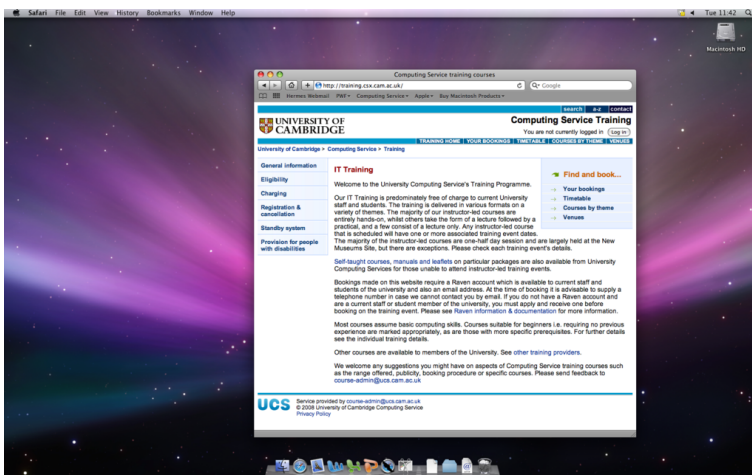 Safari File Edit View History Bookmarks Window Help
Tue 11:42
Macintosh HD
Computing Service training courses
http://training.csx.cam.ac.uk/
Google
Hermes Webmail PWF Computing Service Apple Buy Macintosh Products
search a-z contact
UNIVERSITY OF
CAMBRIDGE
Computing Service Training
You are not currently logged in Log in
TRAINING HOME | YOUR BOOKINGS | TIMETABLE | COURSES BY THEME | VENUES
University of Cambridge > Computing Service > Training
General information
Eligibility
Charging
Registration &
cancellation
Standby system
Provision for people
with disabilities
IT Training
Welcome to the University Computing Service's Training Programme.
Our IT Training is predominately free of charge to current University
staff and students. The training is delivered in various formats on a
variety of themes. The majority of our instructor-led courses are
entirely hands-on, whilst others take the form of a lecture followed by a
practical, and a few consist of a lecture only. Any instructor-led course
that is scheduled will have one or more associated training event dates.
The majority of the instructor-led courses are one-half day session and are largely held at the New
Museums Site, but there are exceptions. Please check each training event's details.
Self-taught courses, manuals and leaflets on particular packages are also available from University
Computing Services for those unable to attend instructor-led training events.
Bookings made on this website require a Raven account which is available to current staff and
students of the university and also an email address. At the time of booking it is advisable to supply a
telephone number in case we cannot contact you by email. If you do not have a Raven account and
are a current staff or student member of the university, you must apply and receive one before
booking on the training event. Please see Raven information & documentation for more information.
Most courses assume basic computing skills. Courses suitable for beginners i.e. requiring no previous
experience are marked appropriately, as are those with more specific prerequisites. For further details
see the individual training details.
Other courses are available to members of the University. See other training providers.
We welcome any suggestions you might have on aspects of Computing Service training courses such
as the range offered, publicity, booking procedure or specific courses. Please send feedback to
course-admin@ucs.cam.ac.uk
Find and book...
Your bookings
Timetable
Courses by theme
Venues
UCS
Service provided by course-admin@ucs.cam.ac.uk
© 2008 University of Cambridge Computing Service
Privacy Policy